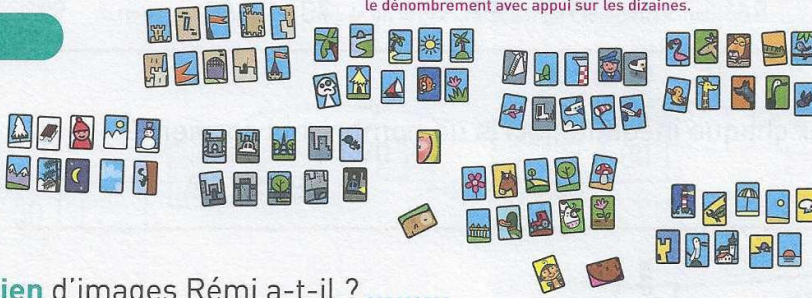 le dénombrement avec appui sur les dizaines.
ien d'images Rémi a-t-il ?